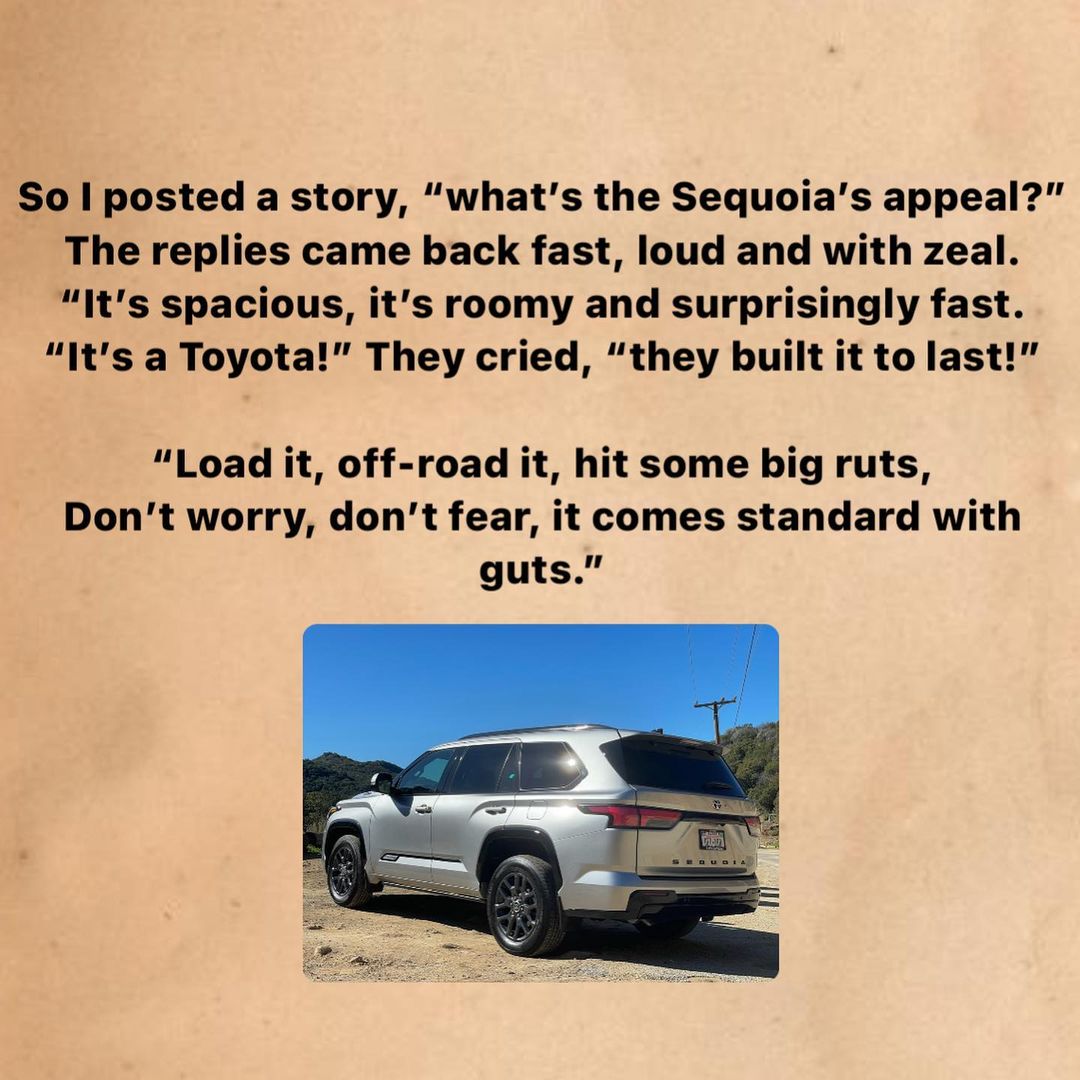 So I posted a story, “what’s the Sequoia’s appeal?”
The replies came back fast, loud and with zeal.
“It’s spacious, it’s roomy and surprisingly fast.
“It’s a Toyota!” They cried, “they built it to last!”
“Load it, off-road it, hit some big ruts,
Don’t worry, don’t fear, it comes standard with
guts.”
SEQUOIA